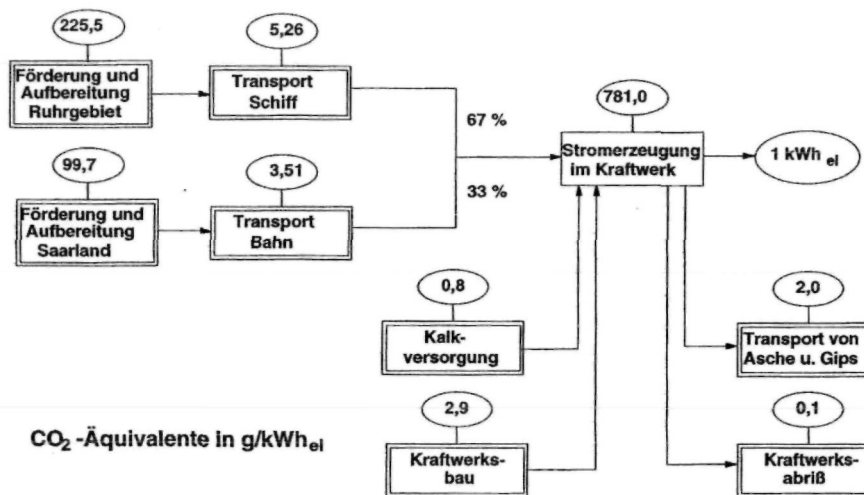 225,5
Förderung und
Aufbereitung
Ruhrgebiet
5,26
Transport
Schiff
67 %
99,7
Förderung und
Aufbereitung
Saarland
3,51
Transport
Bahn
33 %
781,0
Stromerzeugung
im Kraftwerk
1 kWh el
0,8
Kalk-
versorgung
2,0
Transport von
Asche u. Gips
2,9
Kraftwerks-
bau
0,1
Kraftwerks-
abriß
CO2 -Äquivalente in g/kWhel